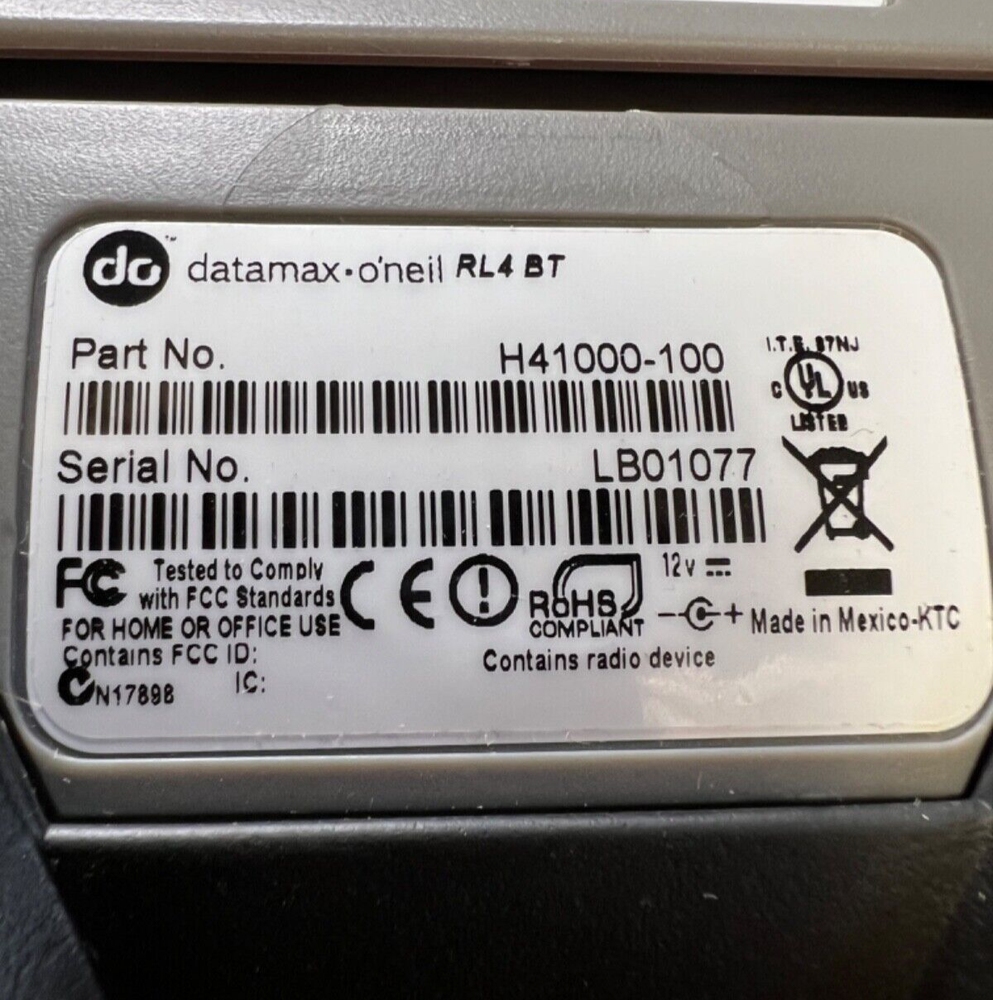 do™ datamax•o'neil RL4 BT
Part No. H41000-100
I.T.E. 87NJ
C UL US
LISTED
Serial No. LB01077
FC Tested to Comply
with FCC Standards
FOR HOME OR OFFICE USE
CE
RoHS
COMPLIANT
12v
- C +
Made in Mexico-KTC
Contains FCC ID:
IC:
N17898
Contains radio device